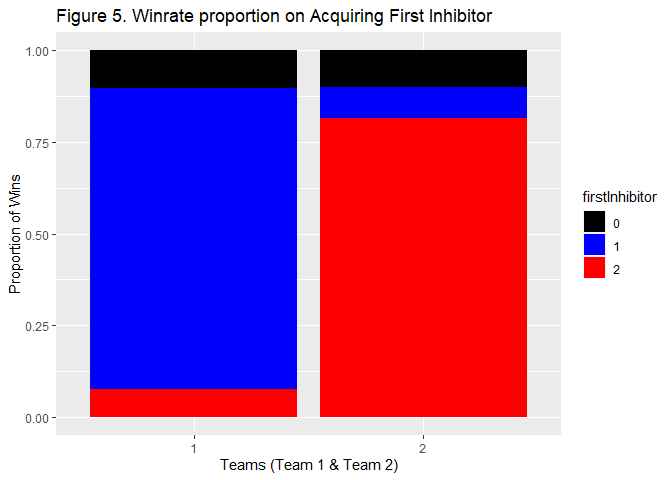 Figure 5. Winrate proportion on Acquiring First Inhibitor
Proportion of Wins
1.00
0.75
0.50
0.25
0.00
1
2
Teams (Team 1 & Team 2)
firstInhibitor
0
1
2